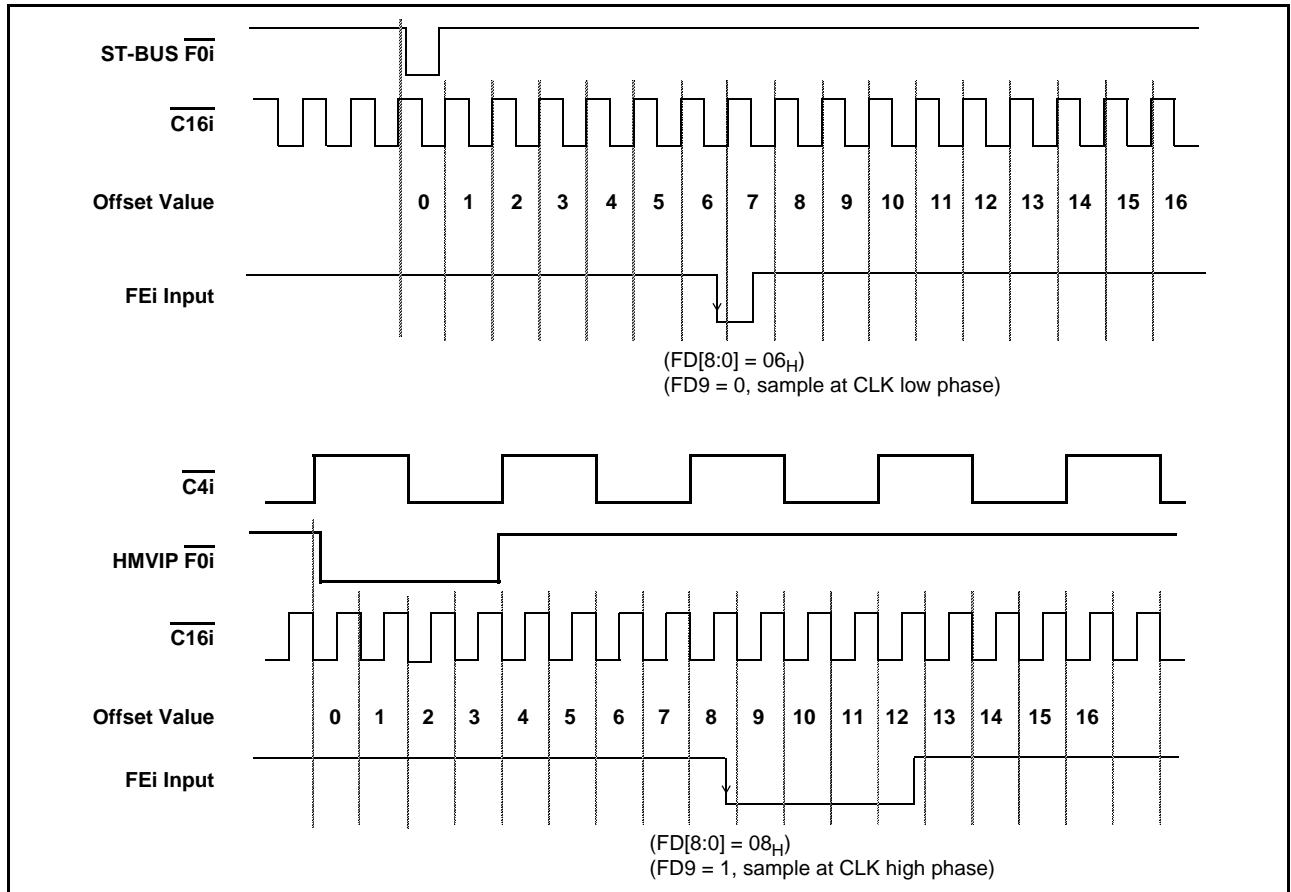 ST-BUS F0i
C16i
Offset Value 0 1 2 3 4 5 6 7 8 9 10 11 12 13 14 15 16
FEi Input
(FD[8:0] = 06H)
(FD9 = 0, sample at CLK low phase)
C4i
HMVIP F0i
C16i
Offset Value 0 1 2 3 4 5 6 7 8 9 10 11 12 13 14 15 16
FEi Input
(FD[8:0] = 08H)
(FD9 = 1, sample at CLK high phase)